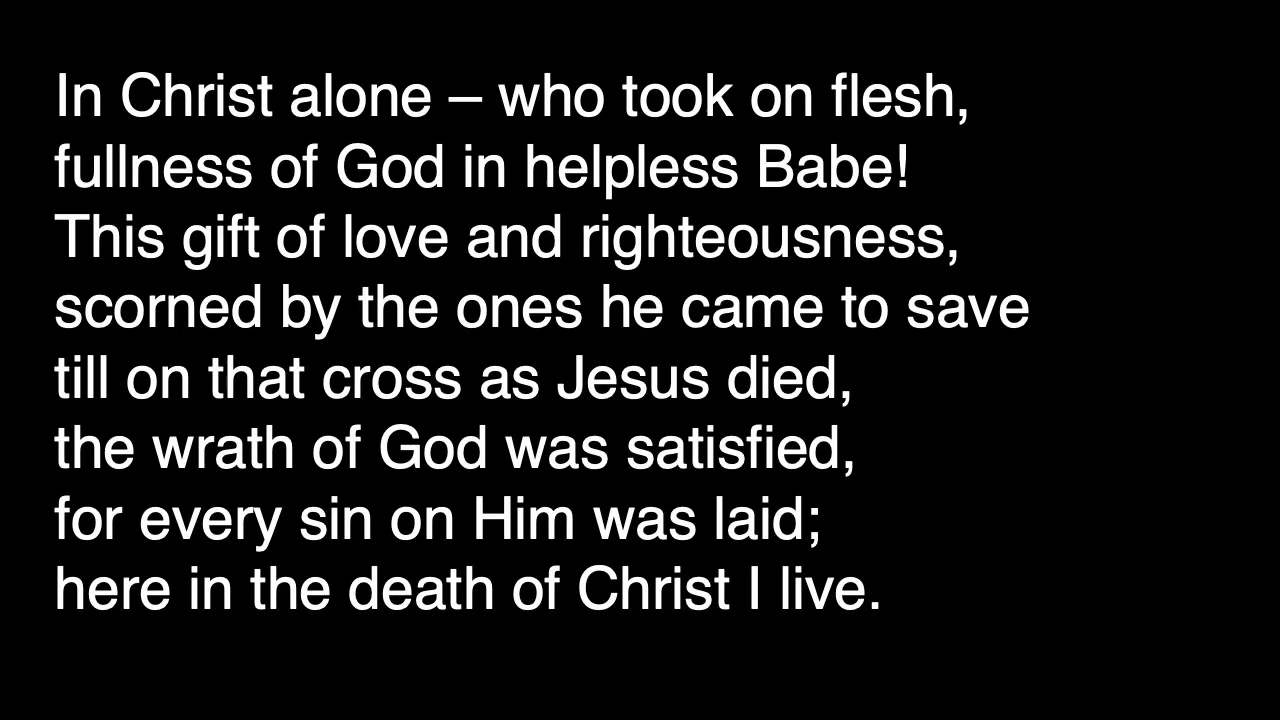 In Christ alone – who took on flesh,
fullness of God in helpless Babe!
This gift of love and righteousness,
scorned by the ones he came to save
till on that cross as Jesus died,
the wrath of God was satisfied,
for every sin on Him was laid;
here in the death of Christ I live.